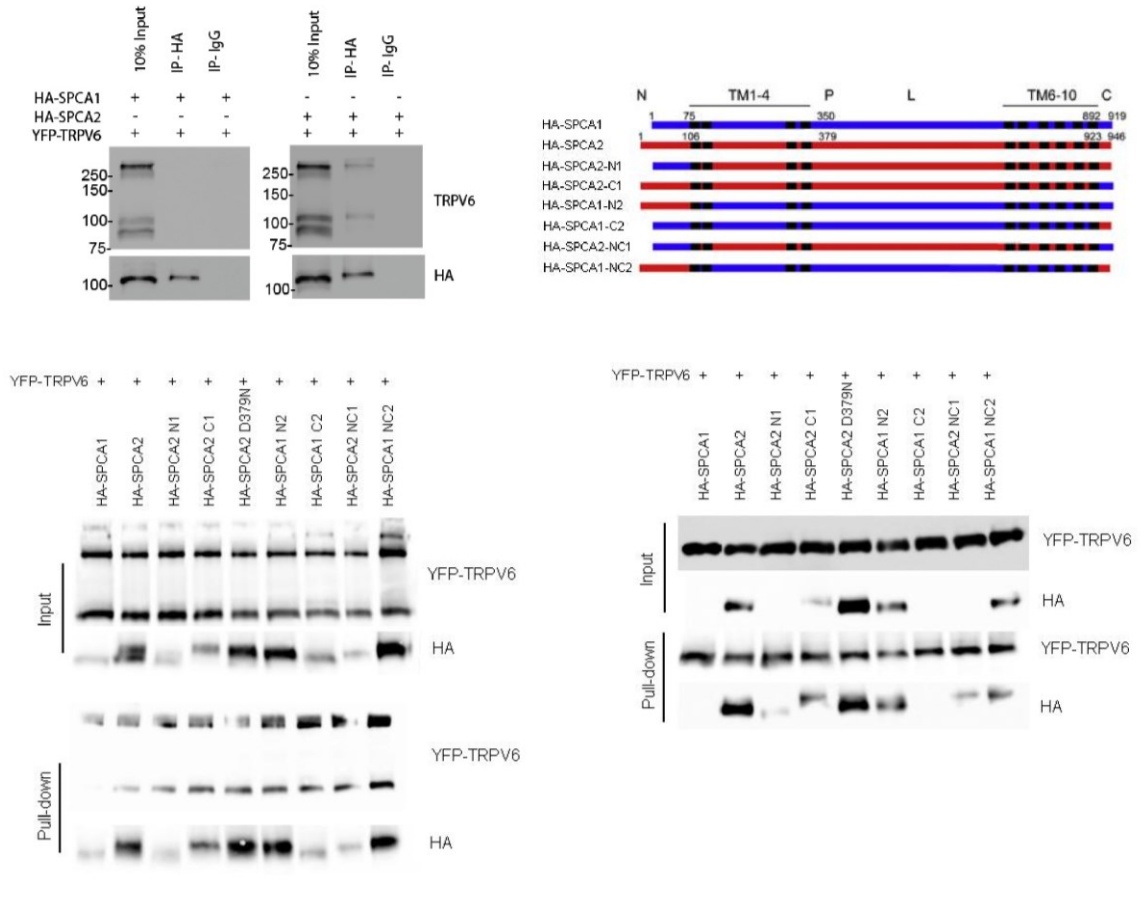 10% Input IP-HA IP-IgG
10% Input IP-HA IP-IgG
HA-SPCA1 + + + - - -
HA-SPCA2 - - - + + +
YFP-TRPV6 + + + + + +
250-
150-
100-
75-
250-
150-
100-
75-
TRPV6
100-
100-
HA
N TM1-4 P L TM6-10 C
1 75 350 892 919
HA-SPCA1
1 106 379 923 946
HA-SPCA2
HA-SPCA2-N1
HA-SPCA2-C1
HA-SPCA1-N2
HA-SPCA1-C2
HA-SPCA2-NC1
HA-SPCA1-NC2
YFP-TRPV6 + + + + + + + + +
HA-SPCA1
HA-SPCA2
HA-SPCA2 N1
HA-SPCA2 C1
HA-SPCA2 D379N
HA-SPCA1 N2
HA-SPCA1 C2
HA-SPCA2 NC1
HA-SPCA1 NC2
Input
YFP-TRPV6
HA
Pull-down
YFP-TRPV6
HA
YFP-TRPV6 + + + + + + + + +
HA-SPCA1
HA-SPCA2
HA-SPCA2 N1
HA-SPCA2 C1
HA-SPCA2 D379N
HA-SPCA1 N2
HA-SPCA1 C2
HA-SPCA2 NC1
HA-SPCA1 NC2
Input
YFP-TRPV6
HA
Pull-down
YFP-TRPV6
HA